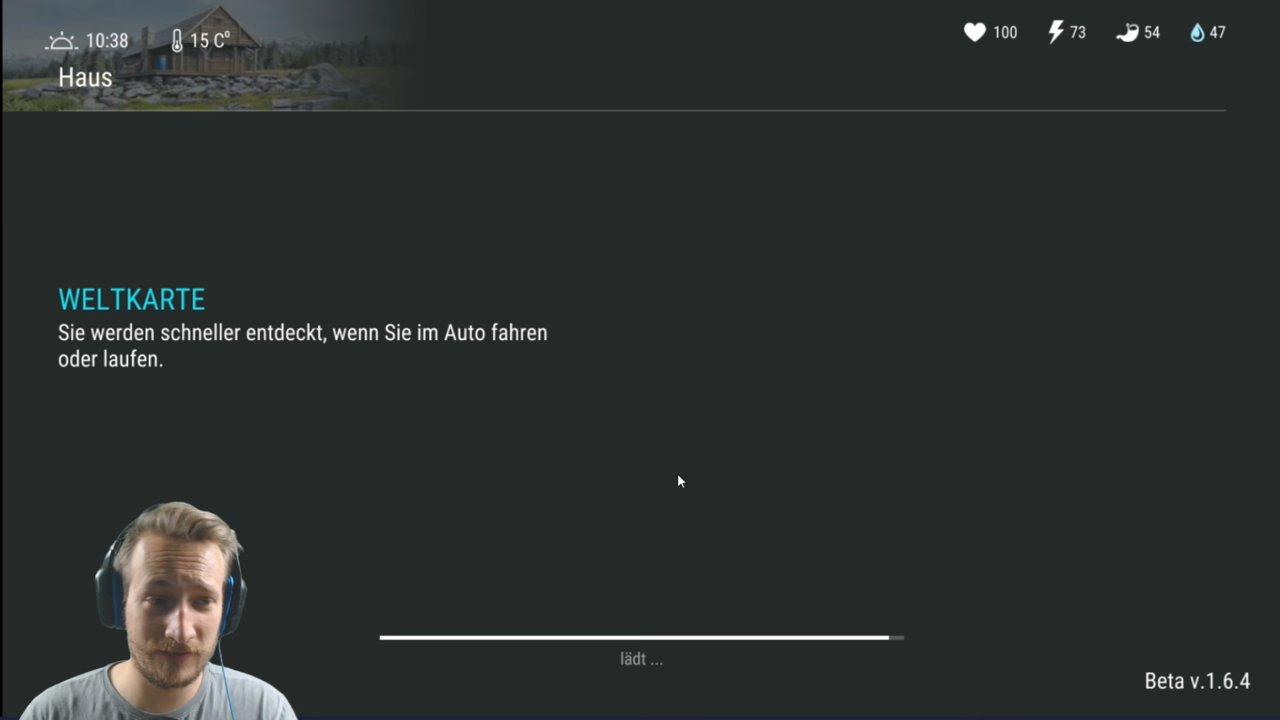 10:38 15 C⁰ 100 73 54 47
Haus
WELTKARTE
Sie werden schneller entdeckt, wenn Sie im Auto fahren
oder laufen.
lädt ...
Beta v.1.6.4